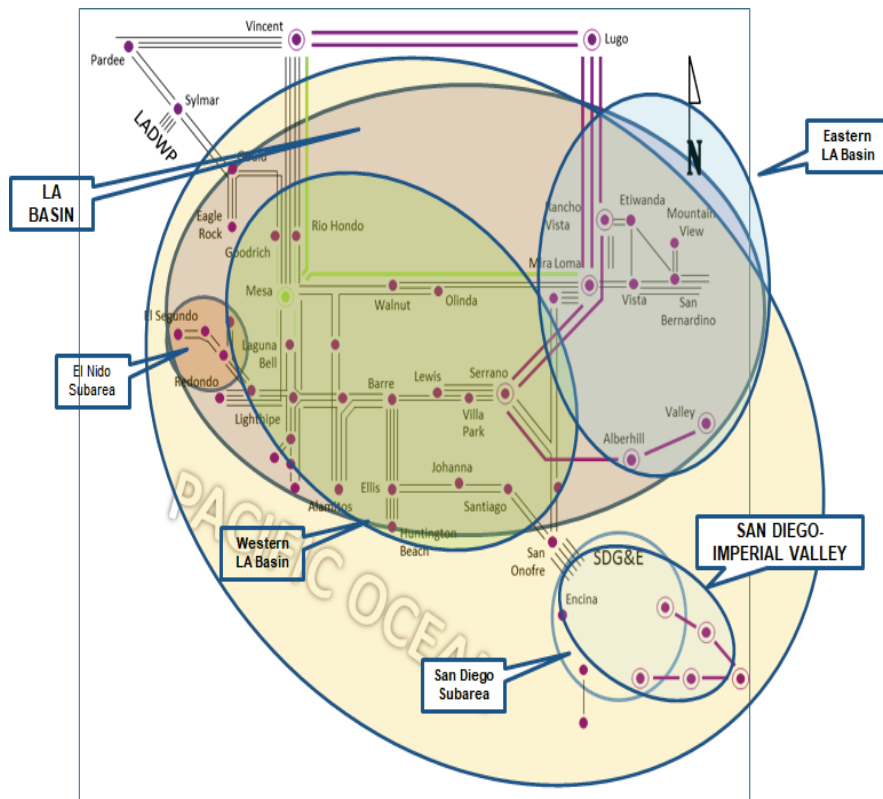 Vincent
Lugo
Pardee
Sylmar
LADWP
N
Eastern
LA Basin
LA
BASIN
Gould
Eagle
Rock
Goodrich
Rio Hondo
Rancho
Vista
Etiwanda
Mountain
View
Mira Loma
Mesa
Walnut
Olinda
Vista
San
Bernardino
El Segundo
El Nido
Subarea
Laguna
Bell
Redondo
Lighthipe
Barre
Lewis
Serrano
Villa
Park
Valley
Alberhill
Johanna
Ellis
Santiago
Alamitos
Huntington
Beach
PACIFIC OCEAN
Western
LA Basin
San
Onofre
SDG&E
SAN DIEGO-
IMPERIAL VALLEY
Encina
San Diego
Subarea